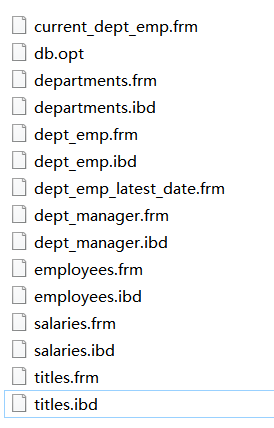 current_dept_emp.frm
db.opt
departments.frm
departments.ibd
dept_emp.frm
dept_emp.ibd
dept_emp_latest_date.frm
dept_manager.frm
dept_manager.ibd
employees.frm
employees.ibd
salaries.frm
salaries.ibd
titles.frm
titles.ibd